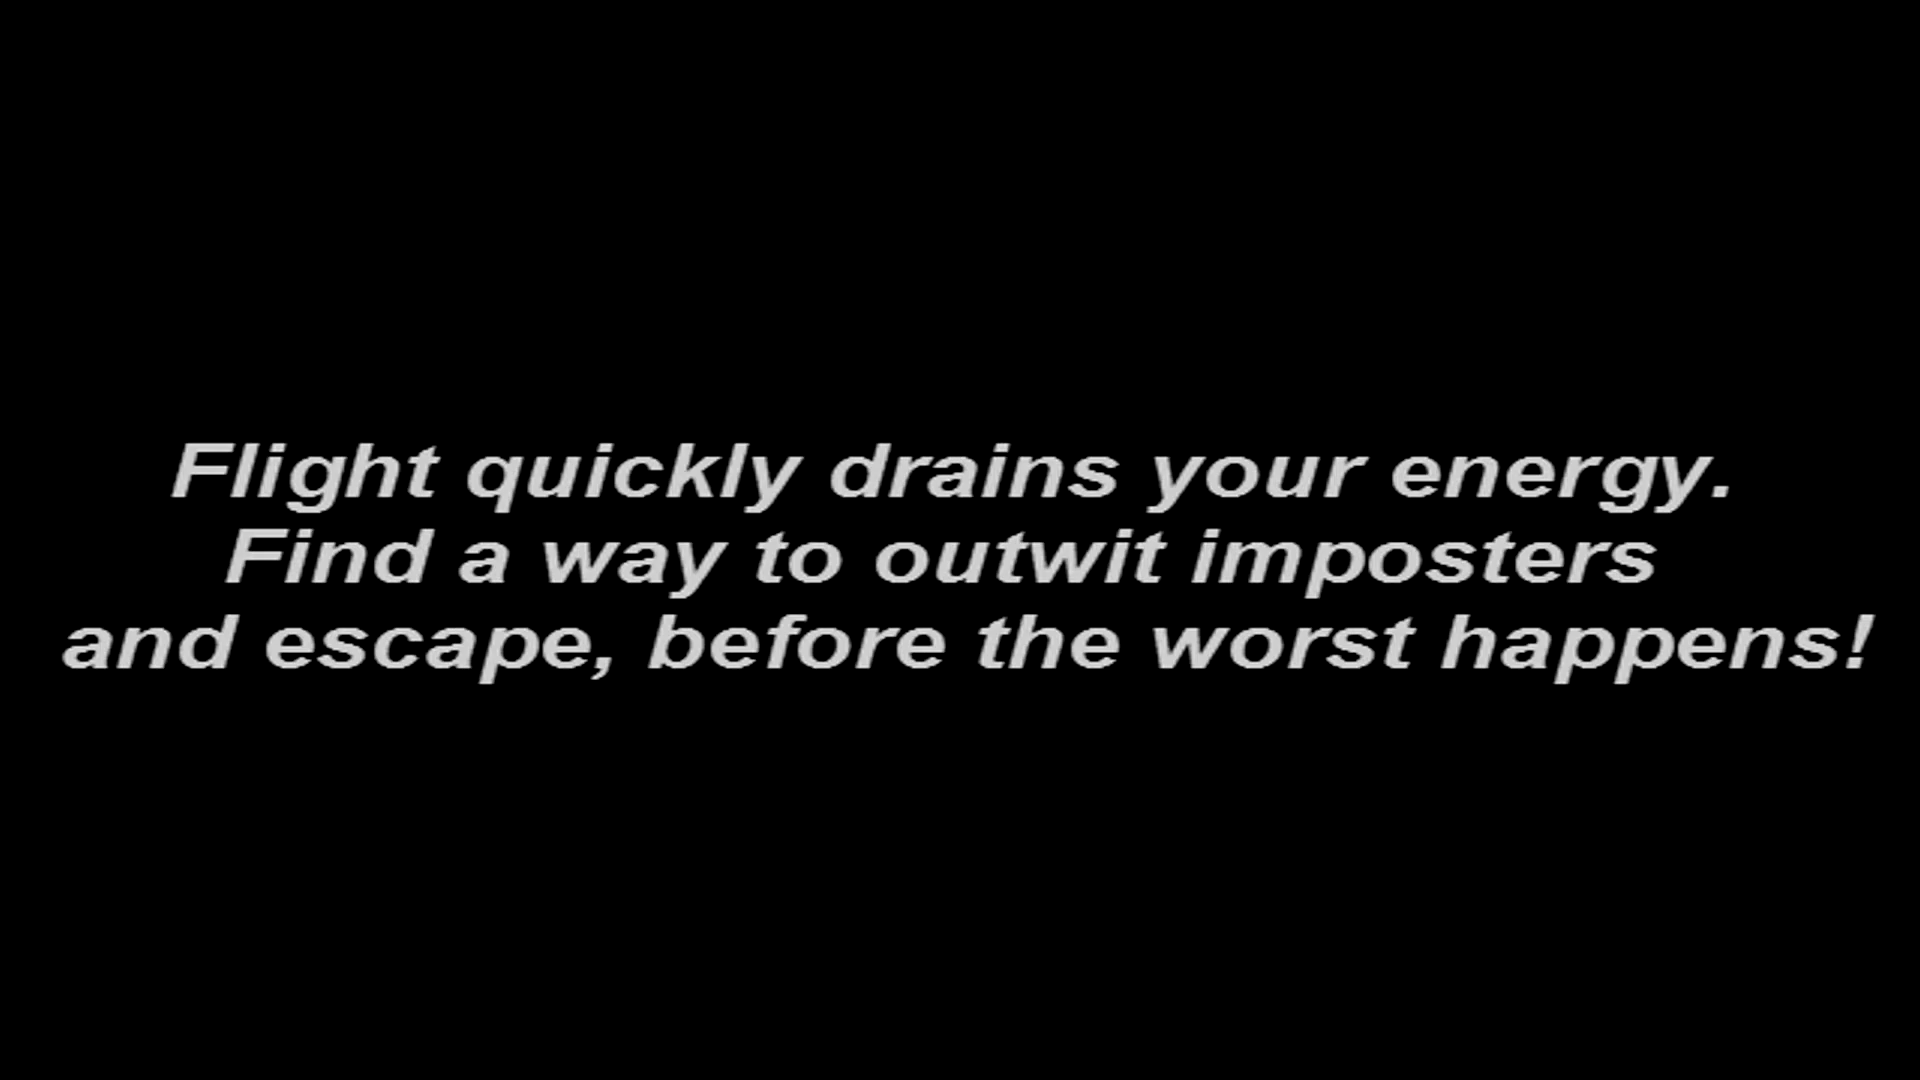 Flight quickly drains your energy.
Find a way to outwit imposters
and escape, before the worst happens!